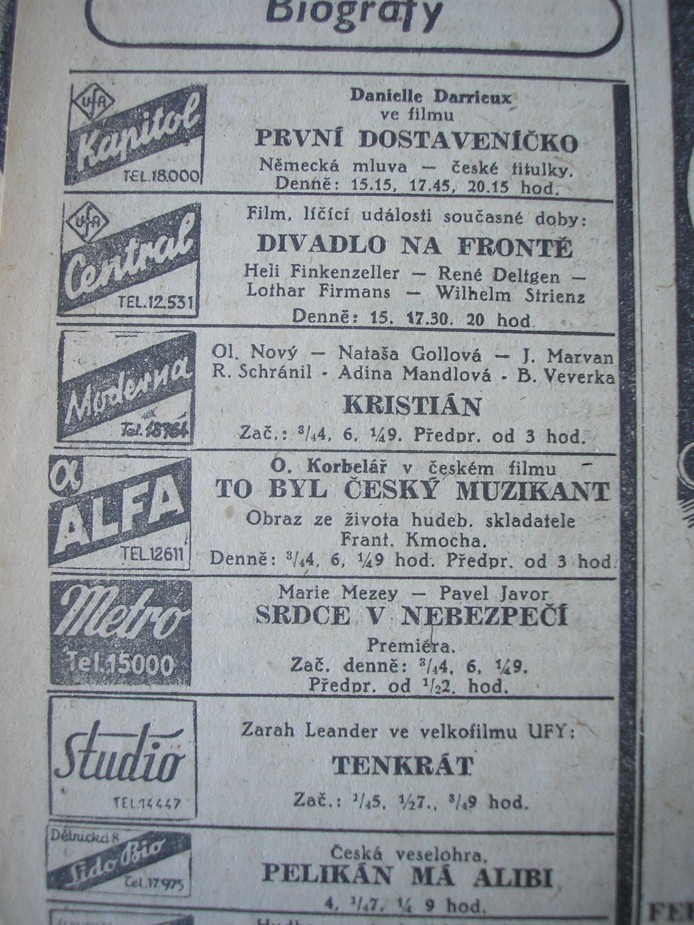 Biografy
UFA
Kapitol
TEL.18.000
Danielle Darrieux
ve filmu
PRVNÍ DOSTAVENÍČKO
Německá mluva — české titulky.
Denně: 15.15, 17.45, 20.15 hod.
UFA
Central
TEL.12.531
Film, líčící události současné doby:
DIVADLO NA FRONTĚ
Heli Finkenzeller — René Deltgen —
Lothar Firmans — Wilhelm Strienz
Denně: 15. 17.30. 20 hod.
Moderna
Tel.
Ol. Nový — Nataša Gollová — J. Marvan
R. Schránil - Adina Mandlová - B. Veverka
KRISTIÁN
Zač.: ¾4, 6, ¼9. Předpr. od 3 hod.
α
ALFA
TEL.12611
O. Korbelář v českém filmu
TO BYL ČESKÝ MUZIKANT
Obraz ze života hudeb. skladatele
Frant. Kmocha.
Denně: ¾4, 6, ¼9 hod. Předpr. od 3 hod.
Metro
Tel.15000
Marie Mezey — Pavel Javor
SRDCE V NEBEZPEČÍ
Premiéra.
Zač. denně: ¾4, 6, ¼9.
Předpr. od ½2. hod.
Studio
TEL14447
Zarah Leander ve velkofilmu UFY:
TENKRÁT
Zač.: ¼5, ½7., ¾9 hod.
Dělnická 8
Lido Bio
Tel.17.975
Česká veselohra.
PELIKÁN MÁ ALIBI
4, ¼7, ¼ 9 hod.